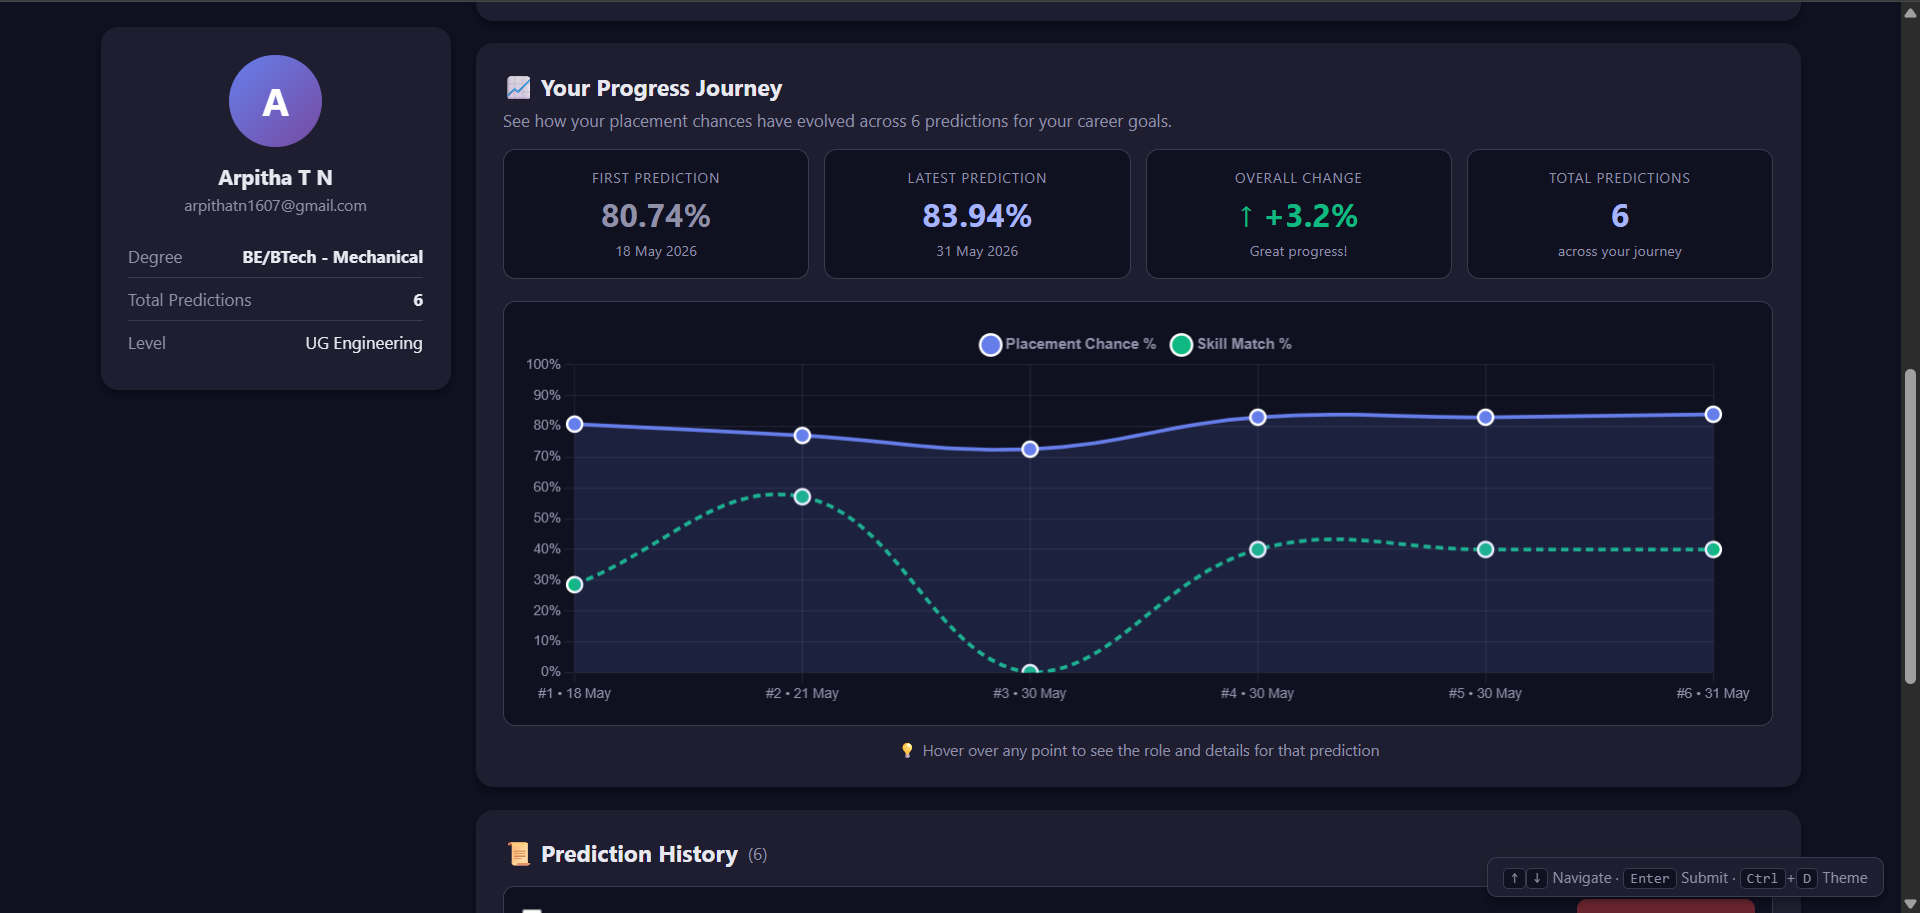 A
Arpitha T N
arpithatn1607@gmail.com
Degree BE/BTech - Mechanical
Total Predictions 6
Level UG Engineering
Your Progress Journey
See how your placement chances have evolved across 6 predictions for your career goals.
FIRST PREDICTION
80.74%
18 May 2026
LATEST PREDICTION
83.94%
31 May 2026
OVERALL CHANGE
↑ +3.2%
Great progress!
TOTAL PREDICTIONS
6
across your journey
Placement Chance % Skill Match %
100%
90%
80%
70%
60%
50%
40%
30%
20%
10%
0%
#1 • 18 May #2 • 21 May #3 • 30 May #4 • 30 May #5 • 30 May #6 • 31 May
Hover over any point to see the role and details for that prediction
Prediction History (6)
↑ ↓ Navigate · Enter Submit · Ctrl + D Theme